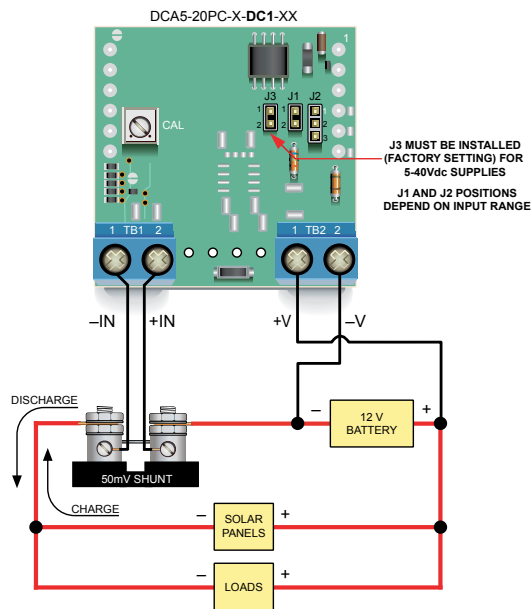 DCA5-20PC-X-DC1-XX
1
J3 J1 J2
1 1 1
2 2 2
3
CAL
J3 MUST BE INSTALLED
(FACTORY SETTING) FOR
5-40Vdc SUPPLIES
J1 AND J2 POSITIONS
DEPEND ON INPUT RANGE
1 TB1 2
1 TB2 2
–IN
+IN
+V
–V
DISCHARGE
– 12 V +
BATTERY
50mV SHUNT
CHARGE
– SOLAR +
PANELS
– LOADS +